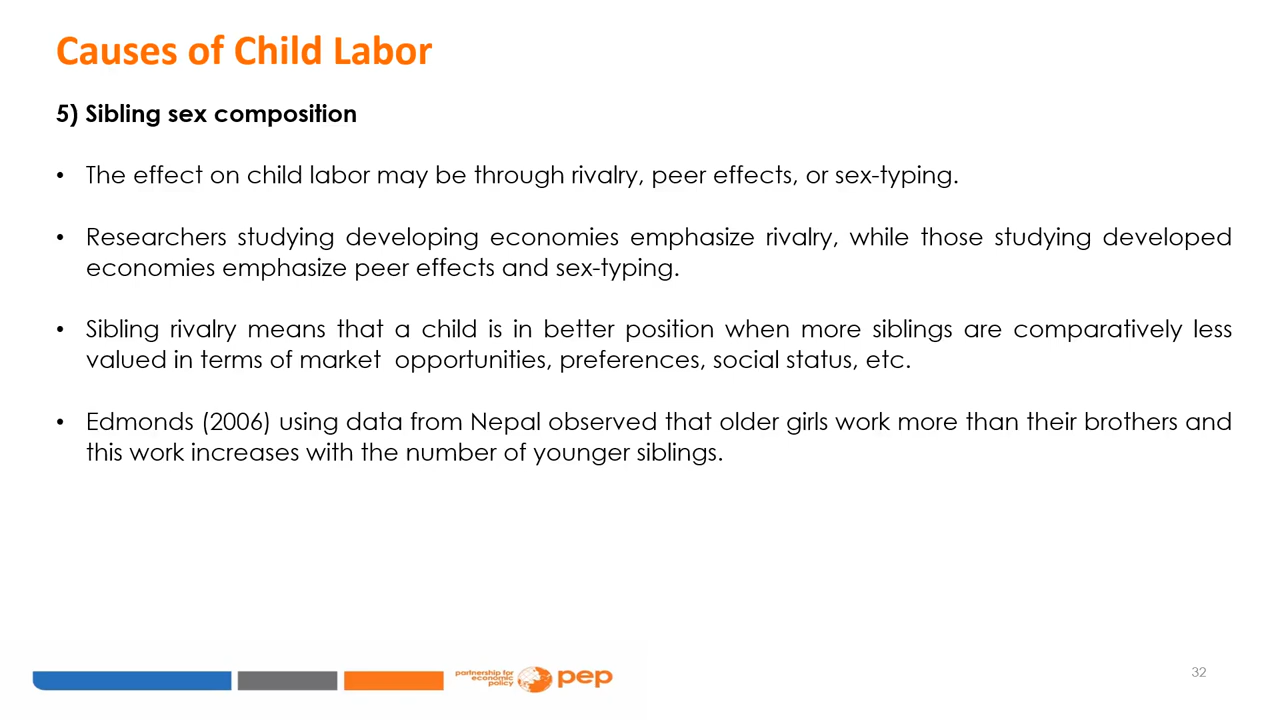 Causes of Child Labor
5) Sibling sex composition
• The effect on child labor may be through rivalry, peer effects, or sex-typing.
• Researchers studying developing economies emphasize rivalry, while those studying developed
economies emphasize peer effects and sex-typing.
• Sibling rivalry means that a child is in better position when more siblings are comparatively less
valued in terms of market  opportunities, preferences, social status, etc.
• Edmonds (2006) using data from Nepal observed that older girls work more than their brothers and
this work increases with the number of younger siblings.
partnership for
economic
policy
pep
32